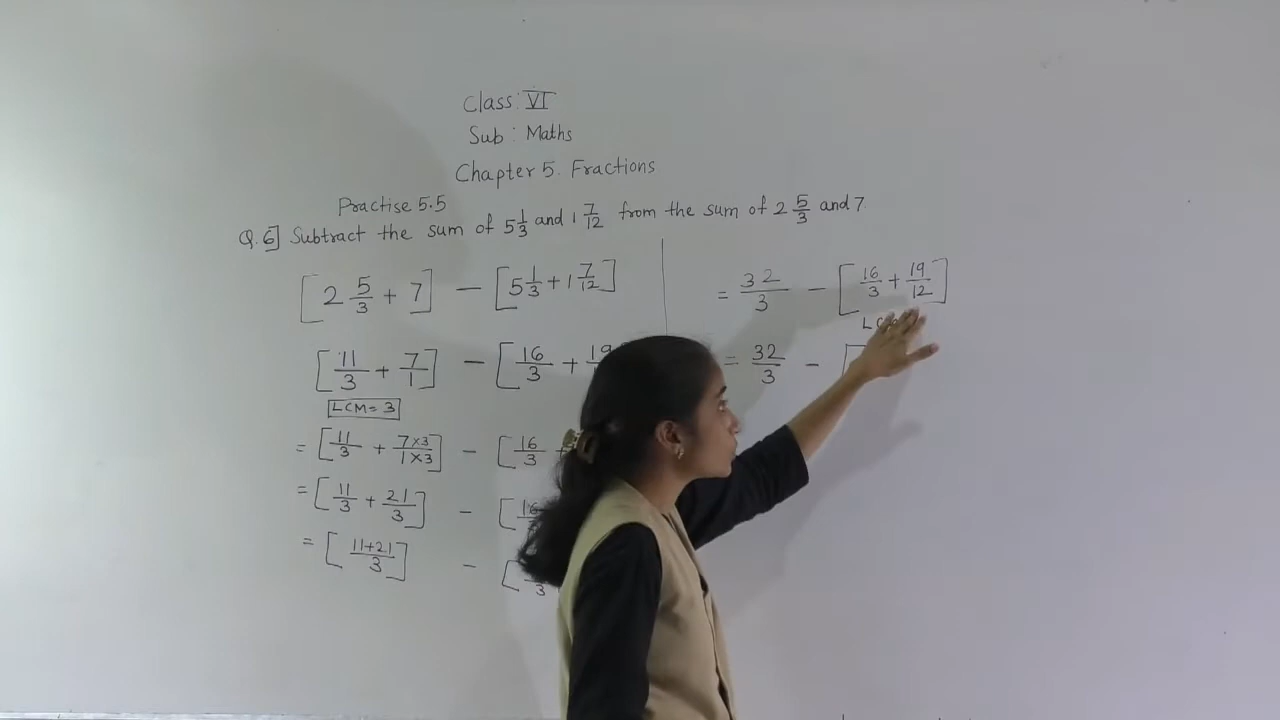 Class: VI
Sub : Maths
Chapter 5. Fractions
Practise 5.5
Q.6] Subtract the sum of 5 1/3 and 1 7/12 from the sum of 2 5/3 and 7
[2 5/3 + 7] - [5 1/3 + 1 7/12]
[11/3 + 7/1] - [16/3 + 19
LCM = 3
= [11/3 + 7×3/1×3] - [16/3 +
= [11/3 + 21/3] - [16
= [11+21/3] - [ /3
= 32/3 - [16/3 + 19/12]
= 32/3 - [